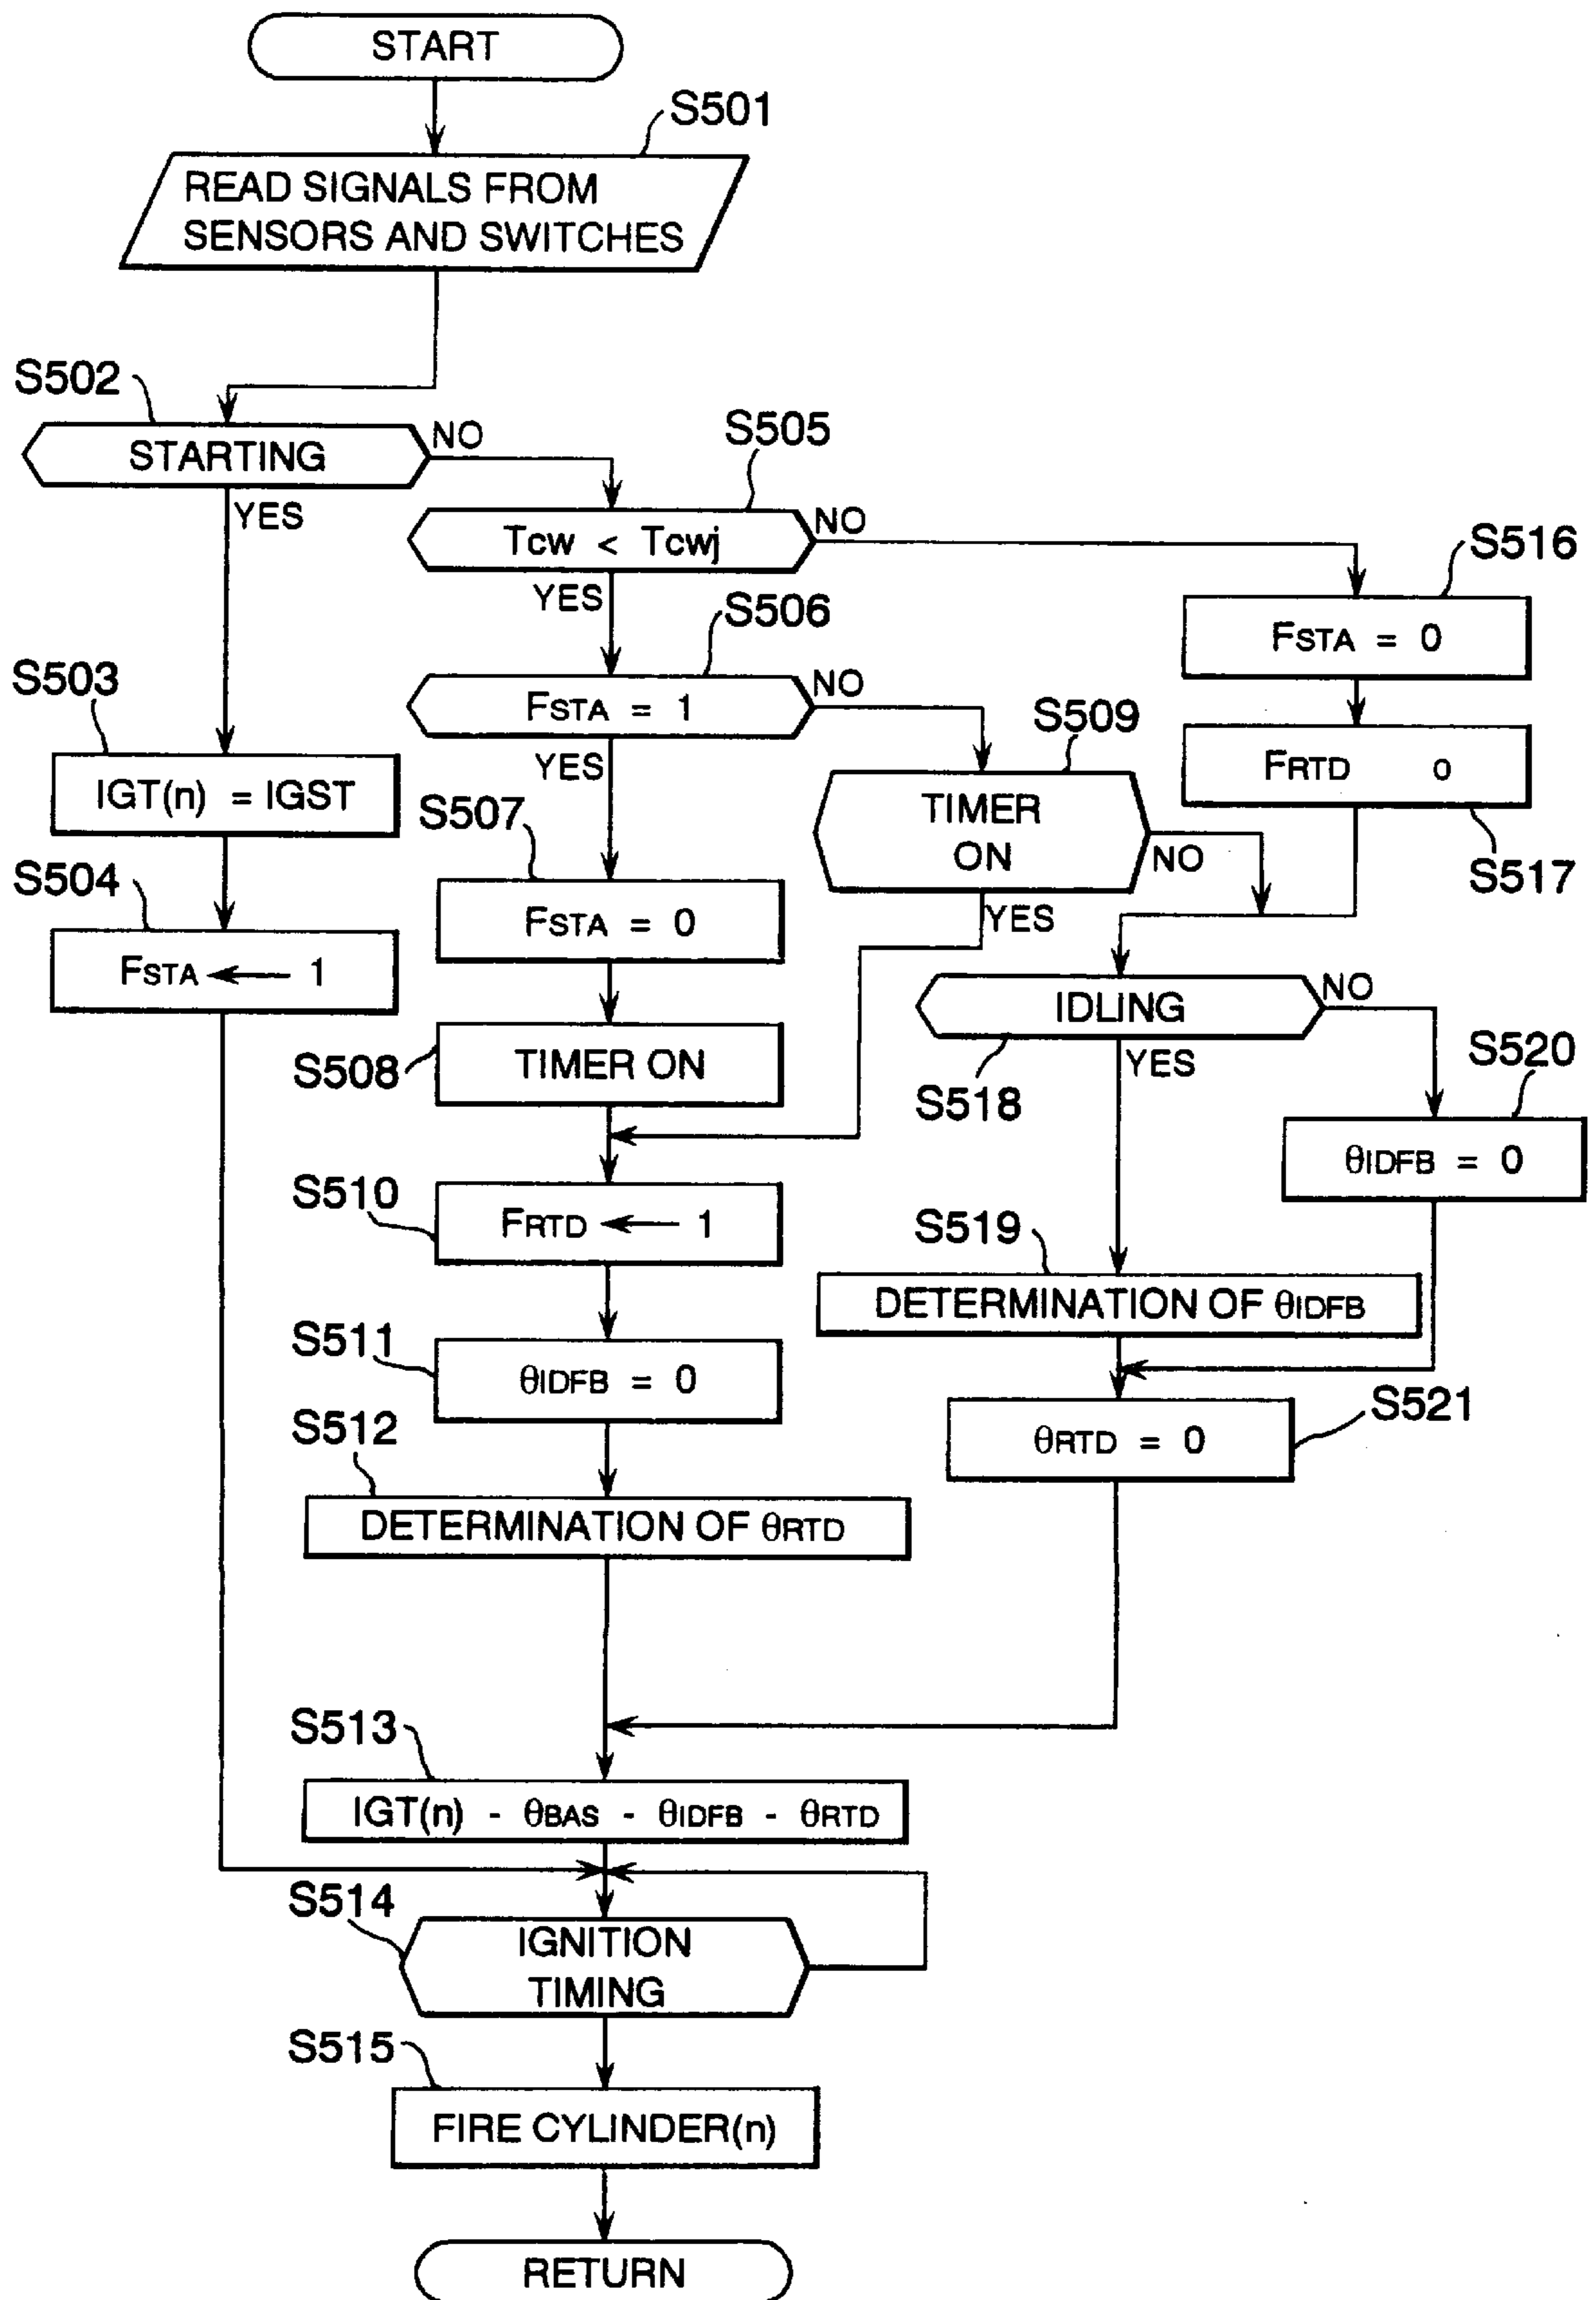 START
S501
READ SIGNALS FROM
SENSORS AND SWITCHES
S502
STARTING
NO
YES
S505
Tcw < Tcwj
NO
YES
S516
FSTA = 0
S506
FSTA = 1
NO
YES
S503
IGT(n) = IGST
S509
TIMER
ON
NO
YES
FRTD 0
S517
S507
FSTA = 0
S504
FSTA ← 1
IDLING
NO
YES
S518
S508
TIMER ON
S520
θIDFB = 0
S510
FRTD ← 1
S519
DETERMINATION OF θIDFB
S511
θIDFB = 0
S521
θRTD = 0
S512
DETERMINATION OF θRTD
S513
IGT(n) - θBAS - θIDFB - θRTD
S514
IGNITION
TIMING
S515
FIRE CYLINDER(n)
RETURN